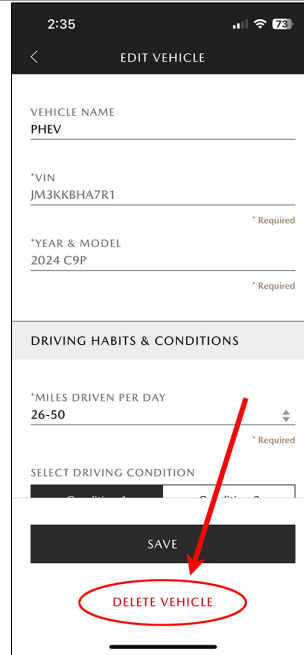 2:35
73
EDIT VEHICLE
VEHICLE NAME
PHEV
*VIN
JM3KKBHA7R1
* Required
*YEAR & MODEL
2024 C9P
* Required
DRIVING HABITS & CONDITIONS
*MILES DRIVEN PER DAY
26-50
* Required
SELECT DRIVING CONDITION
SAVE
DELETE VEHICLE